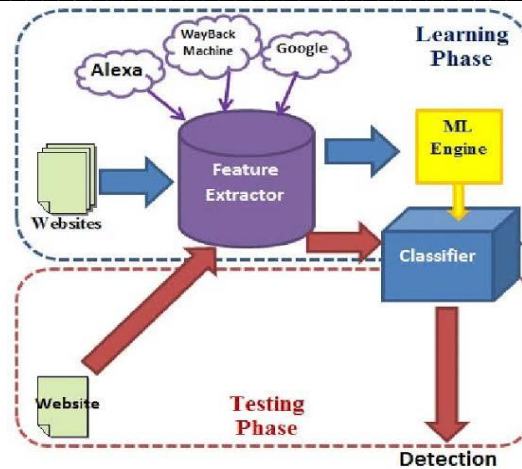 WayBack
Machine
Google
Alexa
Learning
Phase
ML
Engine
Feature
Extractor
Websites
Classifier
Website
Testing
Phase
Detection